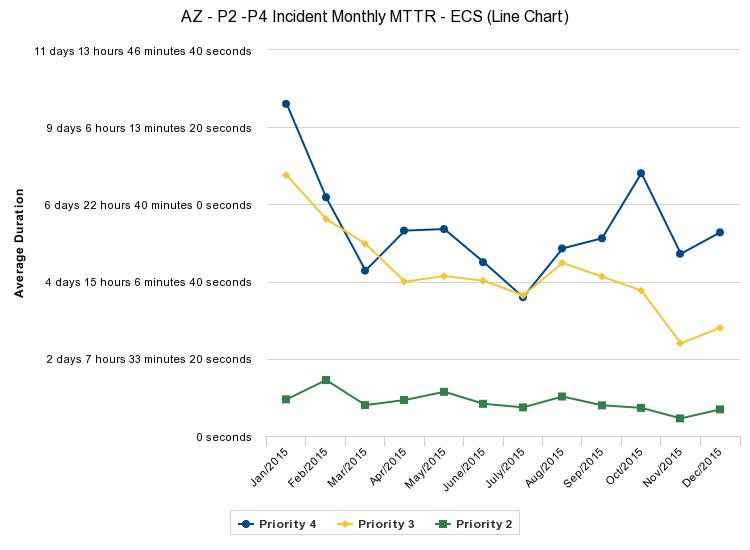 AZ - P2 -P4 Incident Monthly MTTR - ECS (Line Chart)
11 days 13 hours 46 minutes 40 seconds
9 days 6 hours 13 minutes 20 seconds
6 days 22 hours 40 minutes 0 seconds
4 days 15 hours 6 minutes 40 seconds
2 days 7 hours 33 minutes 20 seconds
0 seconds
Average Duration
Jan/2015
Feb/2015
Mar/2015
Apr/2015
May/2015
June/2015
July/2015
Aug/2015
Sep/2015
Oct/2015
Nov/2015
Dec/2015
Priority 4
Priority 3
Priority 2